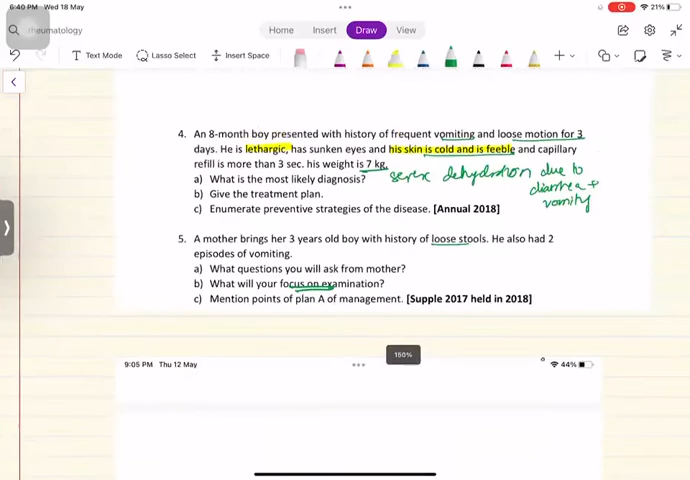 6:40 PM Wed 18 May
21%
rheumatology
Home Insert Draw View
Text Mode Lasso Select Insert Space
4. An 8-month boy presented with history of frequent vomiting and loose motion for 3
days. He is lethargic, has sunken eyes and his skin is cold and is feeble and capillary
refill is more than 3 sec. his weight is 7 kg.
a) What is the most likely diagnosis?
dehydration due to
diarrhea +
b) Give the treatment plan.
c) Enumerate preventive strategies of the disease. [Annual 2018]
5. A mother brings her 3 years old boy with history of loose stools. He also had 2
episodes of vomiting.
a) What questions you will ask from mother?
b) What will your focus on examination?
c) Mention points of plan A of management. [Supple 2017 held in 2018]
150%
9:05 PM Thu 12 May
44%